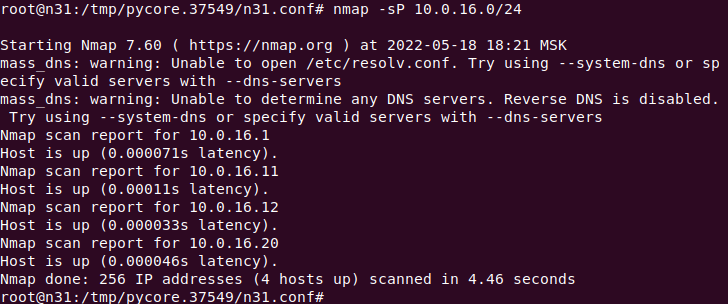 root@n31:/tmp/pycore.37549/n31.conf# nmap -sP 10.0.16.0/24
Starting Nmap 7.60 ( https://nmap.org ) at 2022-05-18 18:21 MSK
mass_dns: warning: Unable to open /etc/resolv.conf. Try using --system-dns or sp
ecify valid servers with --dns-servers
mass_dns: warning: Unable to determine any DNS servers. Reverse DNS is disabled.
 Try using --system-dns or specify valid servers with --dns-servers
Nmap scan report for 10.0.16.1
Host is up (0.000071s latency).
Nmap scan report for 10.0.16.11
Host is up (0.00011s latency).
Nmap scan report for 10.0.16.12
Host is up (0.000033s latency).
Nmap scan report for 10.0.16.20
Host is up (0.000046s latency).
Nmap done: 256 IP addresses (4 hosts up) scanned in 4.46 seconds
root@n31:/tmp/pycore.37549/n31.conf#